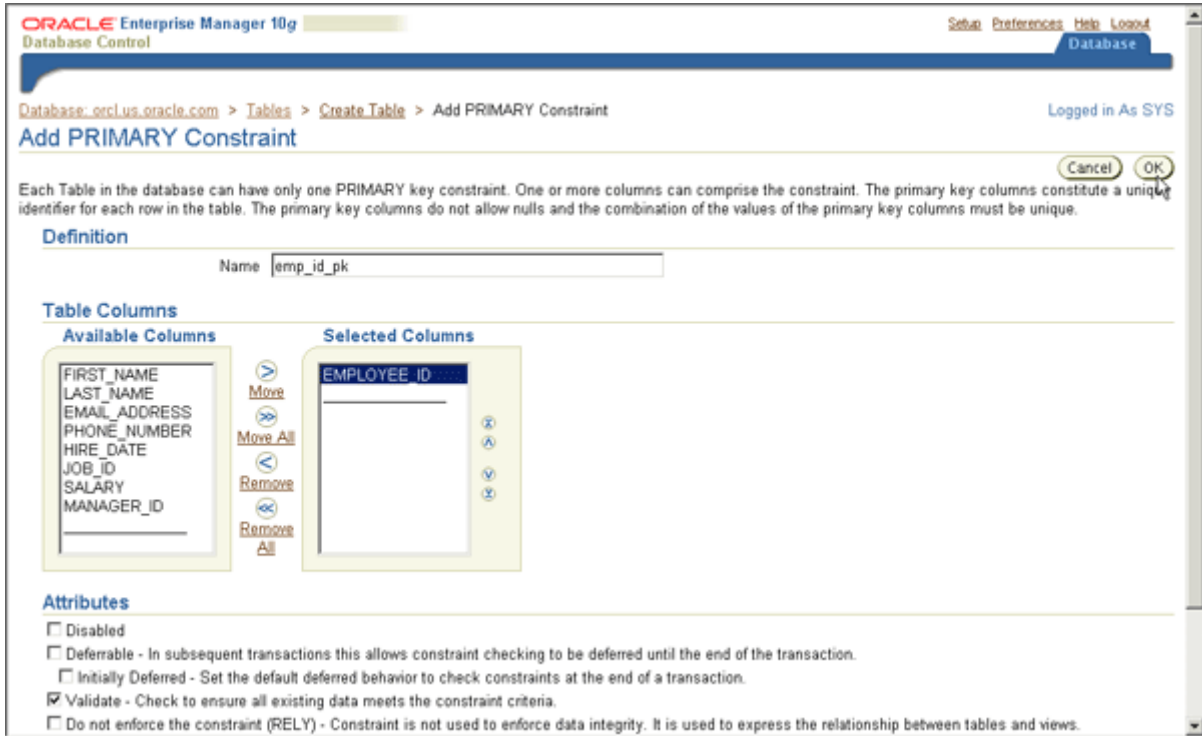 ORACLE Enterprise Manager 10g
Database Control
Setup Preferences Help Logout
Database
Database: orcl.us.oracle.com > Tables > Create Table > Add PRIMARY Constraint
Logged in As SYS
Add PRIMARY Constraint
Cancel OK
Each Table in the database can have only one PRIMARY key constraint. One or more columns can comprise the constraint. The primary key columns constitute a unique
identifier for each row in the table. The primary key columns do not allow nulls and the combination of the values of the primary key columns must be unique.
Definition
Name emp_id_pk
Table Columns
Available Columns
FIRST_NAME
LAST_NAME
EMAIL_ADDRESS
PHONE_NUMBER
HIRE_DATE
JOB_ID
SALARY
MANAGER_ID
Move
Move All
Remove
Remove
All
Selected Columns
EMPLOYEE_ID
Attributes
Disabled
Deferrable - In subsequent transactions this allows constraint checking to be deferred until the end of the transaction.
Initially Deferred - Set the default deferred behavior to check constraints at the end of a transaction.
Validate - Check to ensure all existing data meets the constraint criteria.
Do not enforce the constraint (RELY) - Constraint is not used to enforce data integrity. It is used to express the relationship between tables and views.